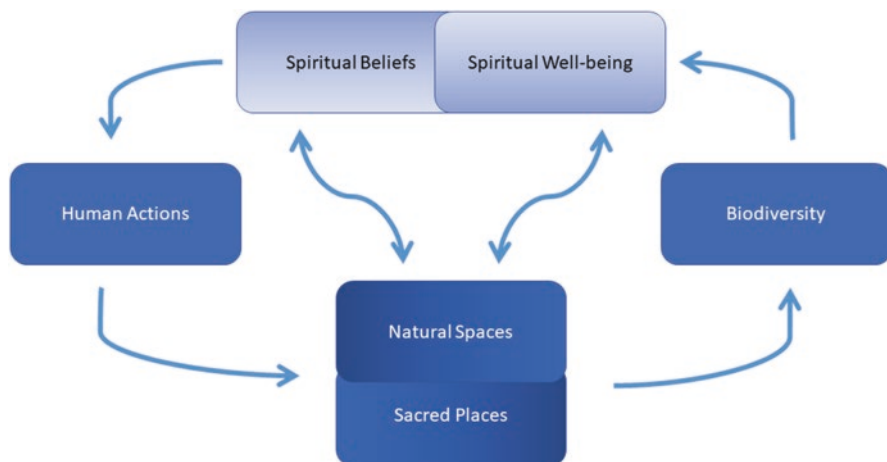 Spiritual Beliefs
Spiritual Well-being
Human Actions
Biodiversity
Natural Spaces
Sacred Places